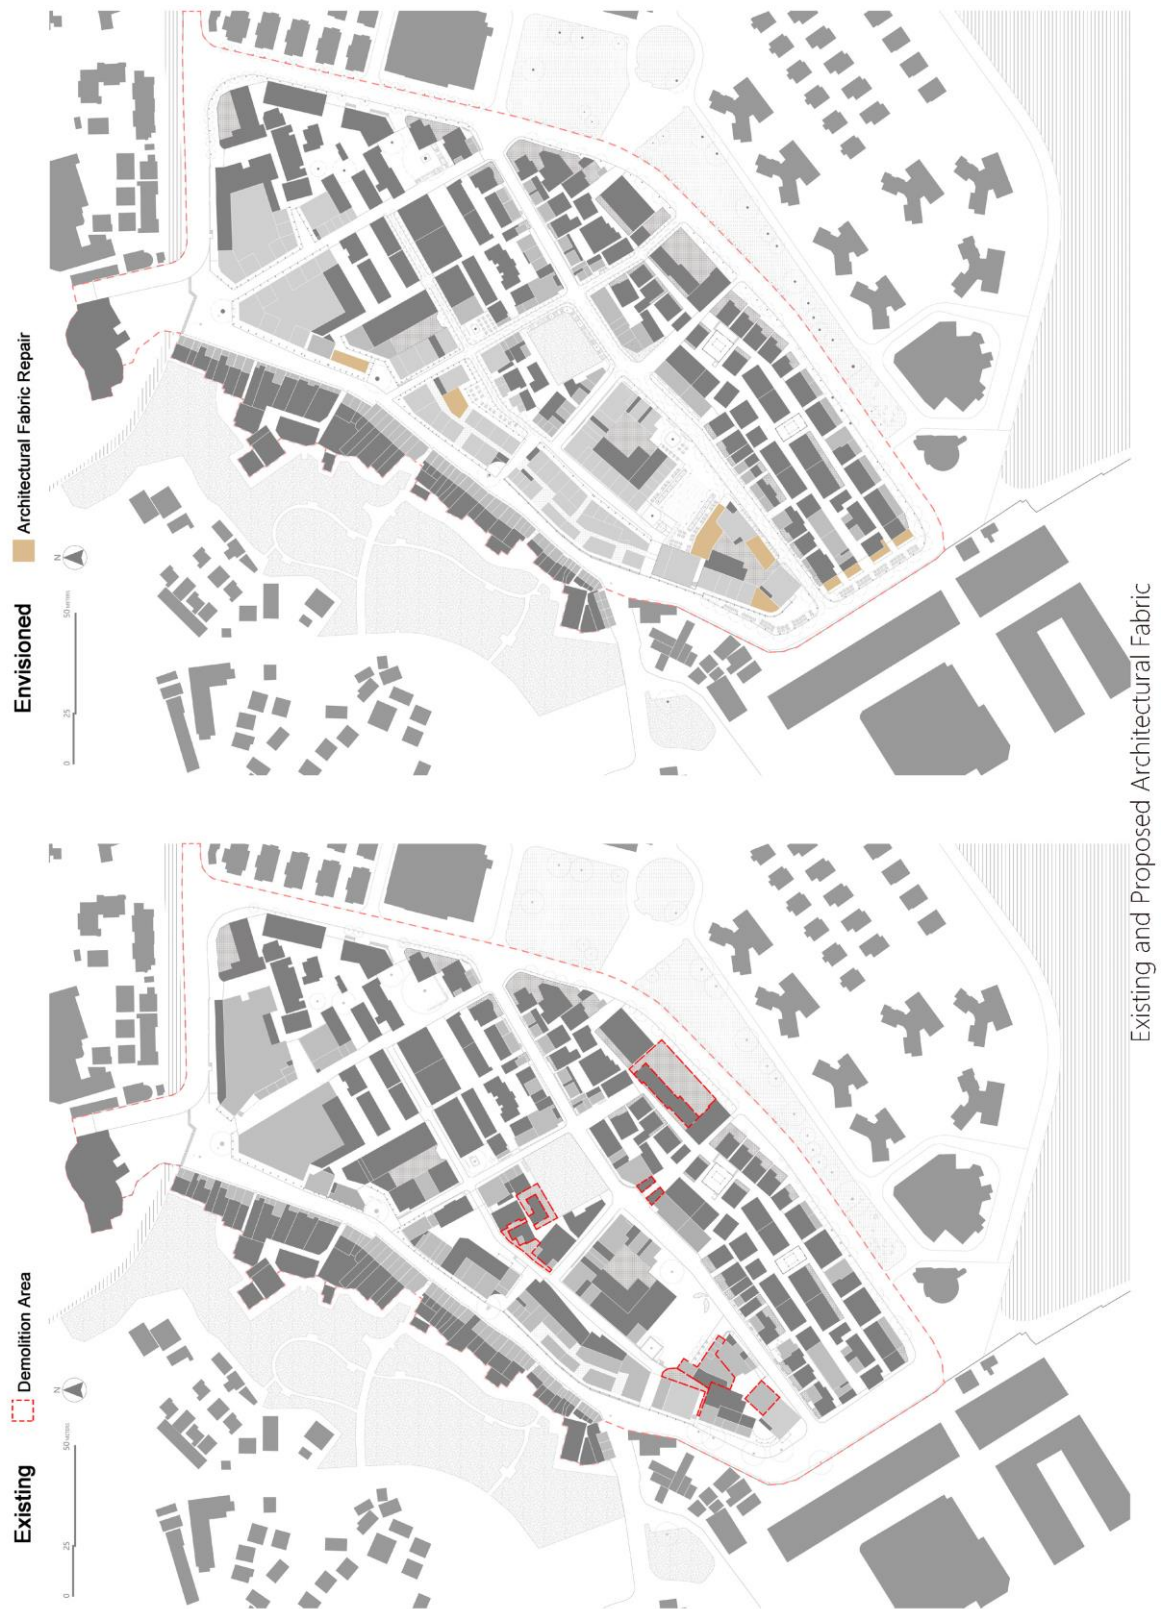 Existing
Demolition Area
0 25 50 METERS
N
Envisioned
Architectural Fabric Repair
0 25 50 METERS
N
Existing and Proposed Architectural Fabric